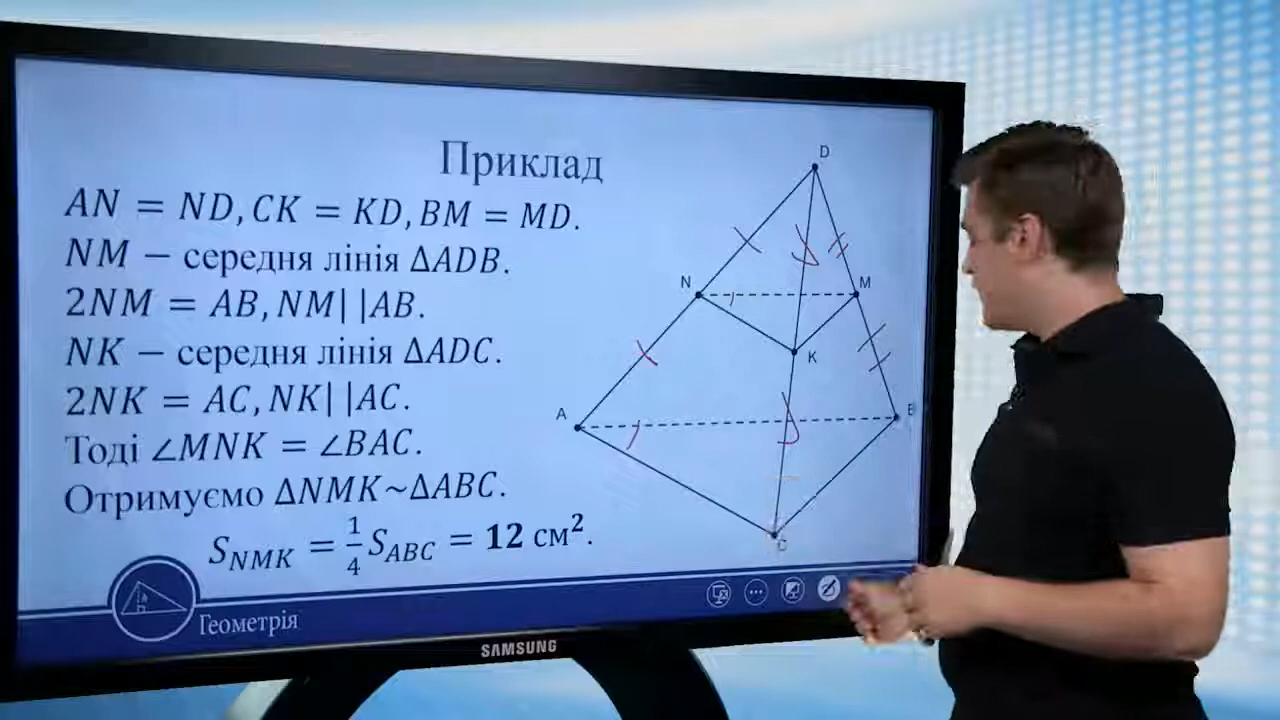 Приклад
AN = ND, CK = KD, BM = MD.
NM – середня лінія ΔADB.
2NM = AB, NM||AB.
NK – середня лінія ΔADC.
2NK = AC, NK||AC.
Тоді ∠MNK = ∠BAC.
Отримуємо ΔNMK~ΔABC.
S_NMK = 1/4 S_ABC = 12 см².
D
N
M
K
A
B
C
Геометрія
SAMSUNG